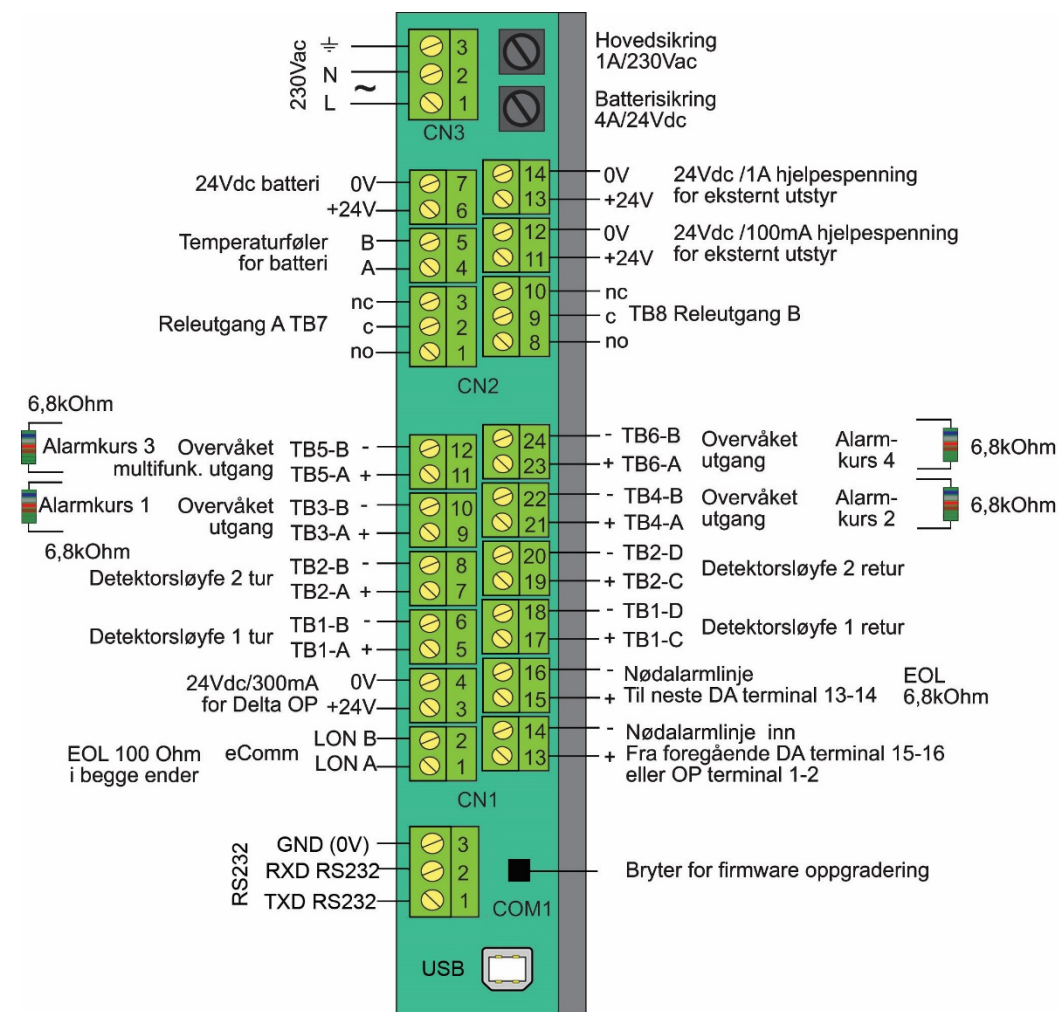 230Vac
N
L
~
3
2
1
CN3
Hovedsikring
1A/230Vac
Batterisikring
4A/24Vdc
24Vdc batteri
0V
+24V
7
6
14
13
0V
+24V
24Vdc /1A hjelpespenning
for eksternt utstyr
Temperaturføler
for batteri
B
A
5
4
12
11
0V
+24V
24Vdc /100mA hjelpespenning
for eksternt utstyr
Releutgang A TB7
nc
c
no
3
2
1
10
9
8
nc
c
no
TB8 Releutgang B
CN2
6,8kOhm
Alarmkurs 3
Overvåket
multifunk. utgang
TB5-B -
TB5-A +
12
11
24
23
- TB6-B
+ TB6-A
Overvåket
utgang
Alarm-
kurs 4
6,8kOhm
Alarmkurs 1
6,8kOhm
Overvåket
utgang
TB3-B -
TB3-A +
10
9
22
21
- TB4-B
+ TB4-A
Overvåket
utgang
Alarm-
kurs 2
6,8kOhm
Detektorsløyfe 2 tur
TB2-B -
TB2-A +
8
7
20
19
- TB2-D
+ TB2-C
Detektorsløyfe 2 retur
Detektorsløyfe 1 tur
TB1-B -
TB1-A +
6
5
18
17
- TB1-D
+ TB1-C
Detektorsløyfe 1 retur
24Vdc/300mA
for Delta OP
0V
+24V
4
3
16
15
- Nødalarmlinje
+ Til neste DA terminal 13-14
EOL
6,8kOhm
EOL 100 Ohm
i begge ender
eComm
LON B
LON A
2
1
14
13
- Nødalarmlinje inn
+ Fra foregående DA terminal 15-16
eller OP terminal 1-2
CN1
RS232
GND (0V)
RXD RS232
TXD RS232
3
2
1
COM1
Bryter for firmware oppgradering
USB